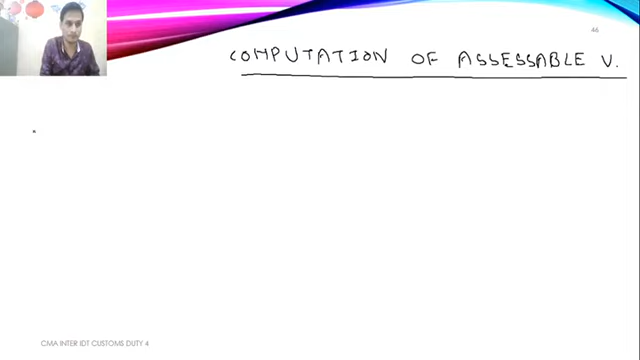 46
COMPUTATION OF ASSESSABLE V.
CMA INTER IDT CUSTOMS DUTY 4